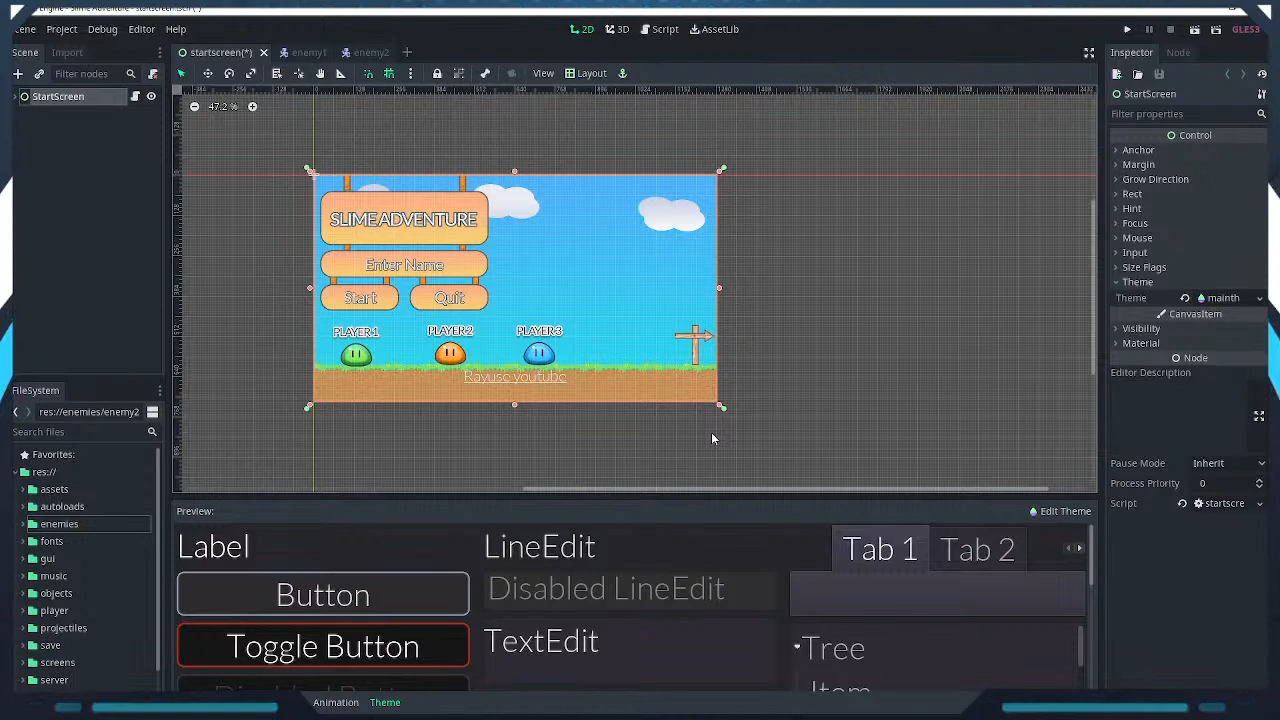 Scene Project Debug Editor Help
2D 3D Script AssetLib
GLES3
Scene Import
startscreen(*) enemy1 enemy2
Inspector Node
Filter nodes
View Layout
StartScreen
47.2 %
StartScreen
Filter properties
Control
Anchor
Margin
Grow Direction
Rect
Hint
Focus
Mouse
Input
Size Flags
Theme
Theme mainth
CanvasItem
Visibility
Material
Node
Editor Description
Pause Mode Inherit
Process Priority 0
Script startscre
SLIME ADVENTURE
Enter Name
Start Quit
PLAYER1 PLAYER2 PLAYER3
Rayuse youtube
FileSystem
res://enemies/enemy2
Search files
Favorites:
res://
assets
autoloads
enemies
fonts
gui
music
objects
player
projectiles
save
screens
server
Preview: Edit Theme
Label LineEdit Tab 1 Tab 2
Button Disabled LineEdit
Toggle Button TextEdit Tree
Item
Animation Theme